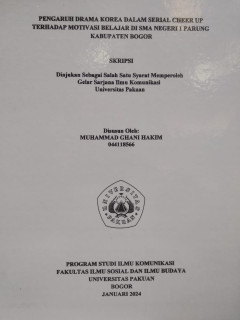 PENGARUH DRAMA KOREA DALAM SERIAL CHEER UP
TERHADAP MOTIVASI BELAJAR DI SMA NEGERI 1 PARUNG
KABUPATEN BOGOR
SKRIPSI
Diajukan Sebagai Salah Satu Syarat Memperoleh
Gelar Sarjana Ilmu Komunikasi
Universitas Pakuan
Disusun Oleh:
MUHAMMAD GHANI HAKIM
044118566
UNIVERSITAS
PAKUAN
PROGRAM STUDI ILMU KOMUNIKASI
FAKULTAS ILMU SOSIAL DAN ILMU BUDAYA
UNIVERSITAS PAKUAN
BOGOR
JANUARI 2024